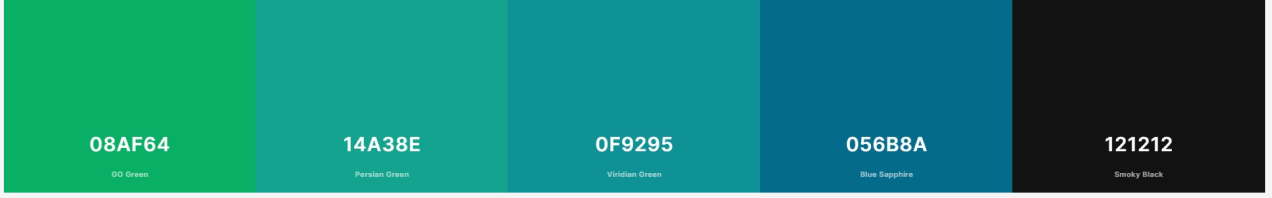 08AF64 14A38E 0F9295 056B8A 121212
GO Green Persian Green Viridian Green Blue Sapphire Smoky Black